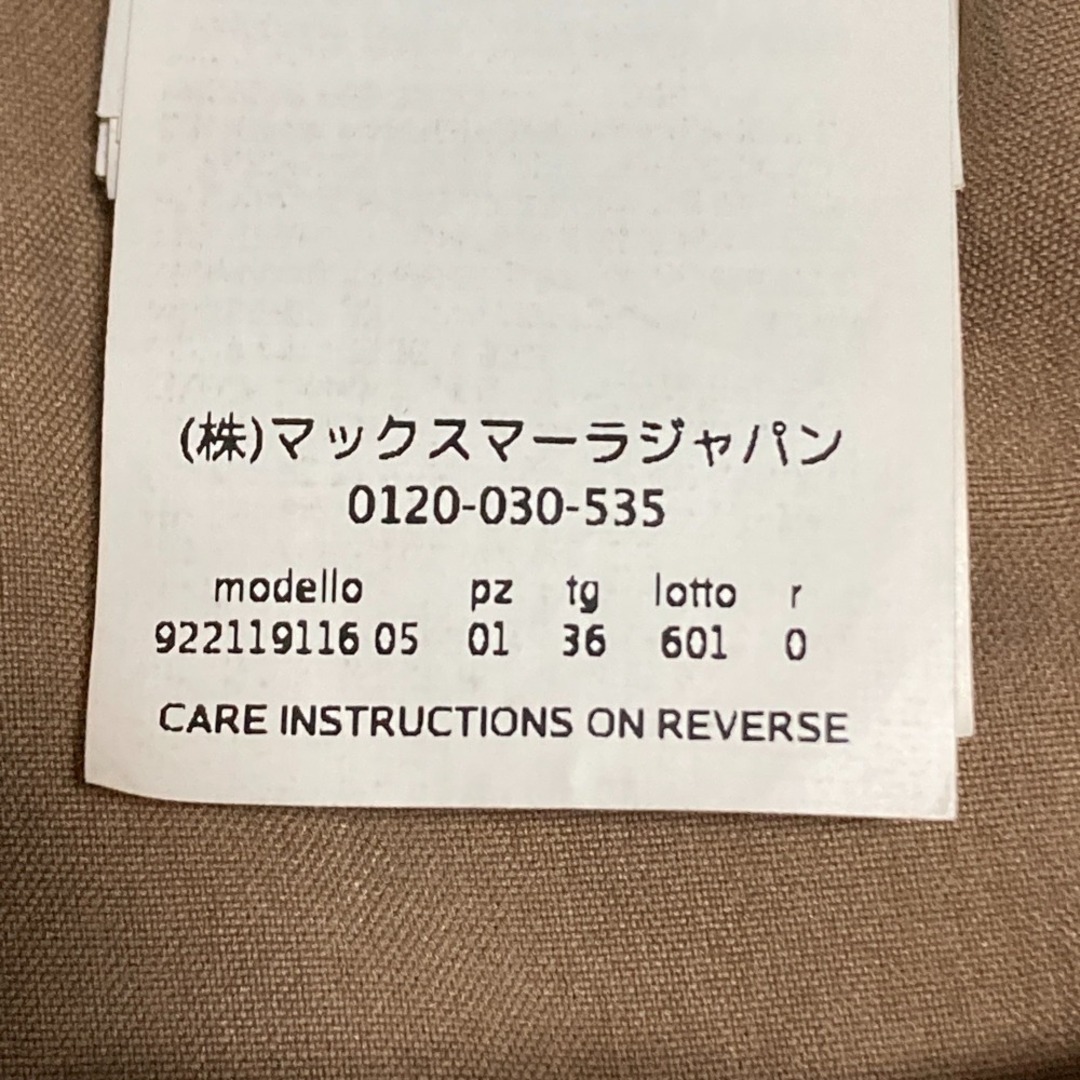 (株)マックスマーラジャパン
0120-030-535
modello pz tg lotto r
922119116 05 01 36 601 0
CARE INSTRUCTIONS ON REVERSE